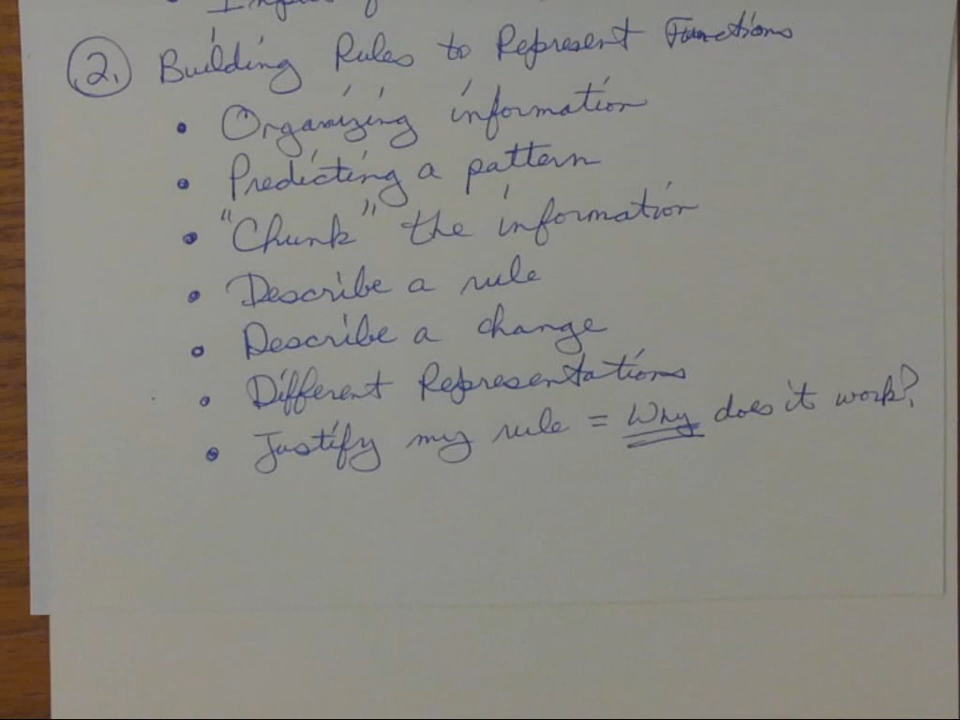 2. Building Rules to Represent Functions
• Organizing information
• Predicting a pattern
• "Chunk" the information
• Describe a rule
• Describe a change
• Different Representations
• Justify my rule = Why does it work?